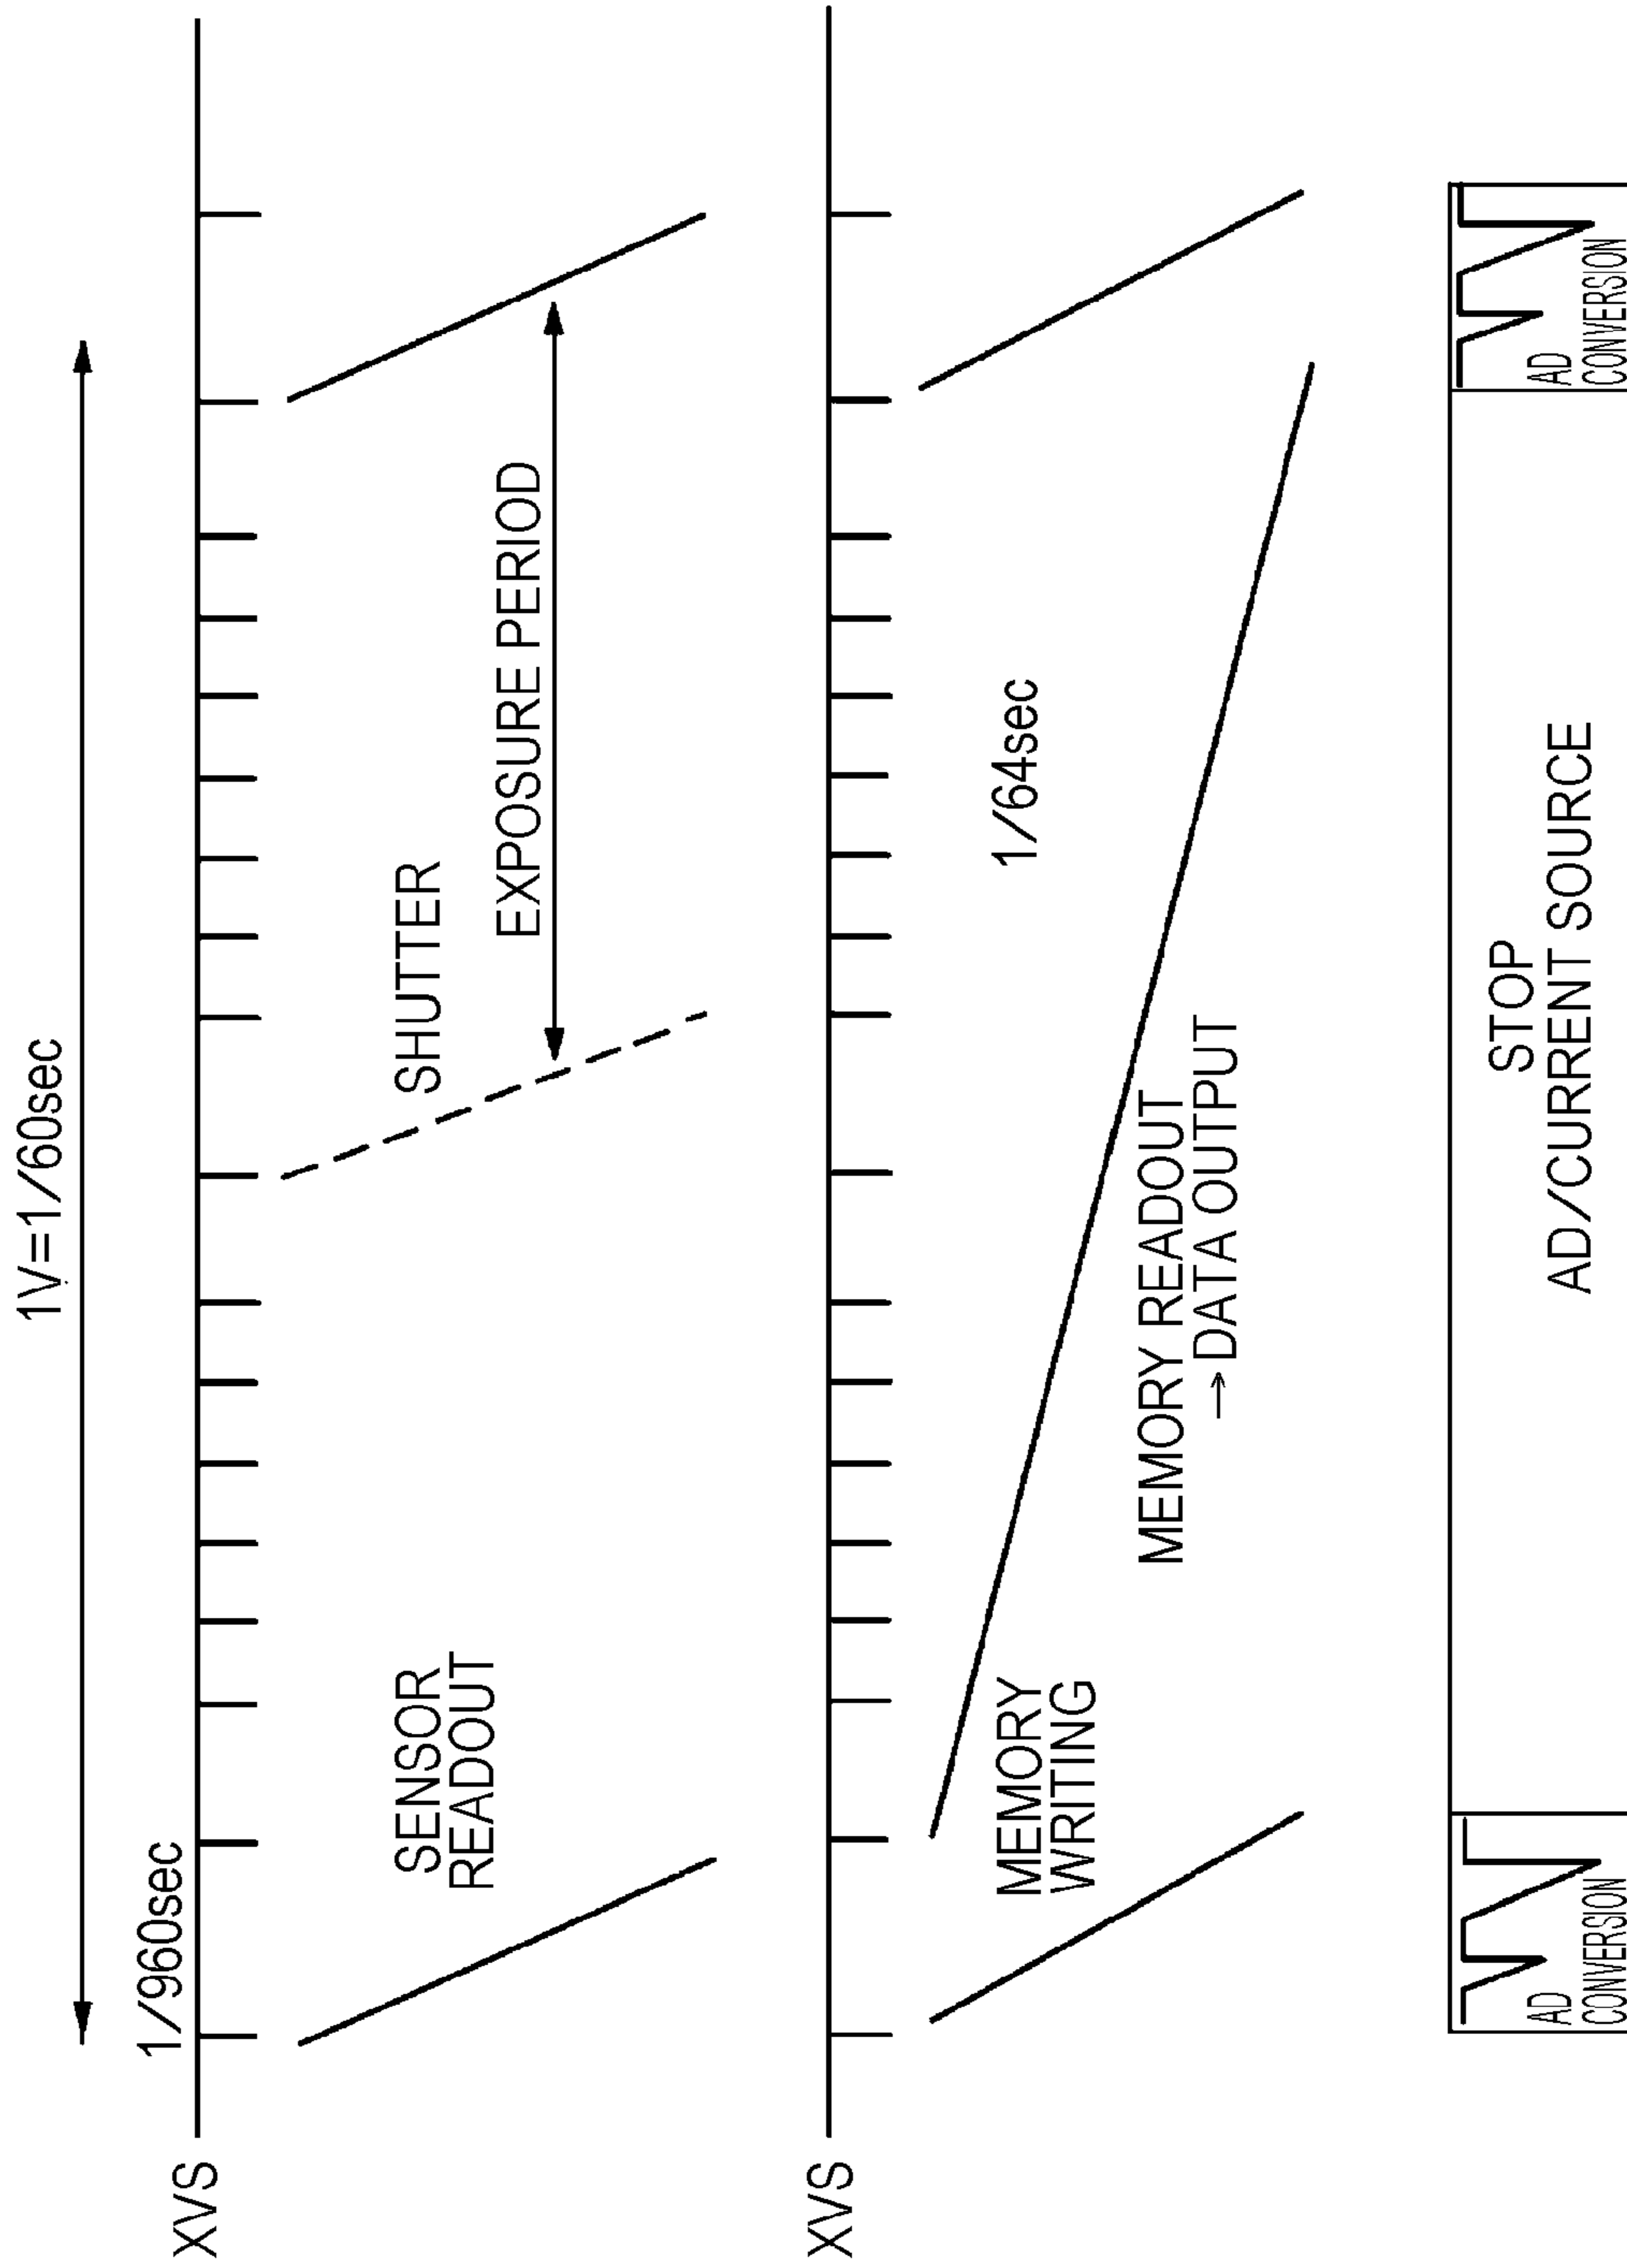 1V=1/60sec
1/960sec
XVS
SENSOR
READOUT
SHUTTER
EXPOSURE PERIOD
XVS
MEMORY
WRITING
1/64sec
MEMORY READOUT
→DATA OUTPUT
AD
CONVERSION
STOP
AD/CURRENT SOURCE
AD
CONVERSION